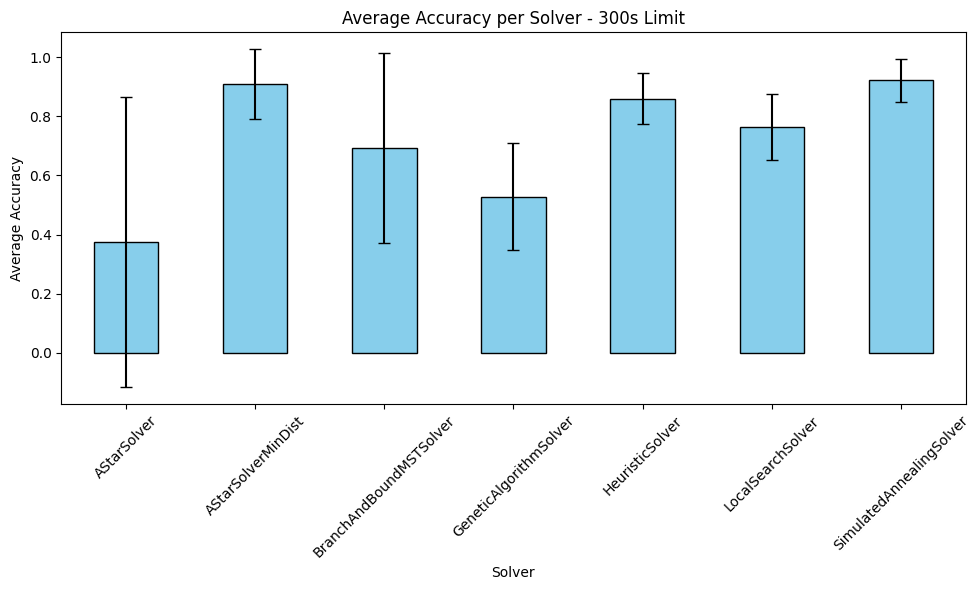 Average Accuracy per Solver - 300s Limit
Average Accuracy
1.0
0.8
0.6
0.4
0.2
0.0
AStarSolver
AStarSolverMinDist
BranchAndBoundMSTSolver
GeneticAlgorithmSolver
HeuristicSolver
LocalSearchSolver
SimulatedAnnealingSolver
Solver